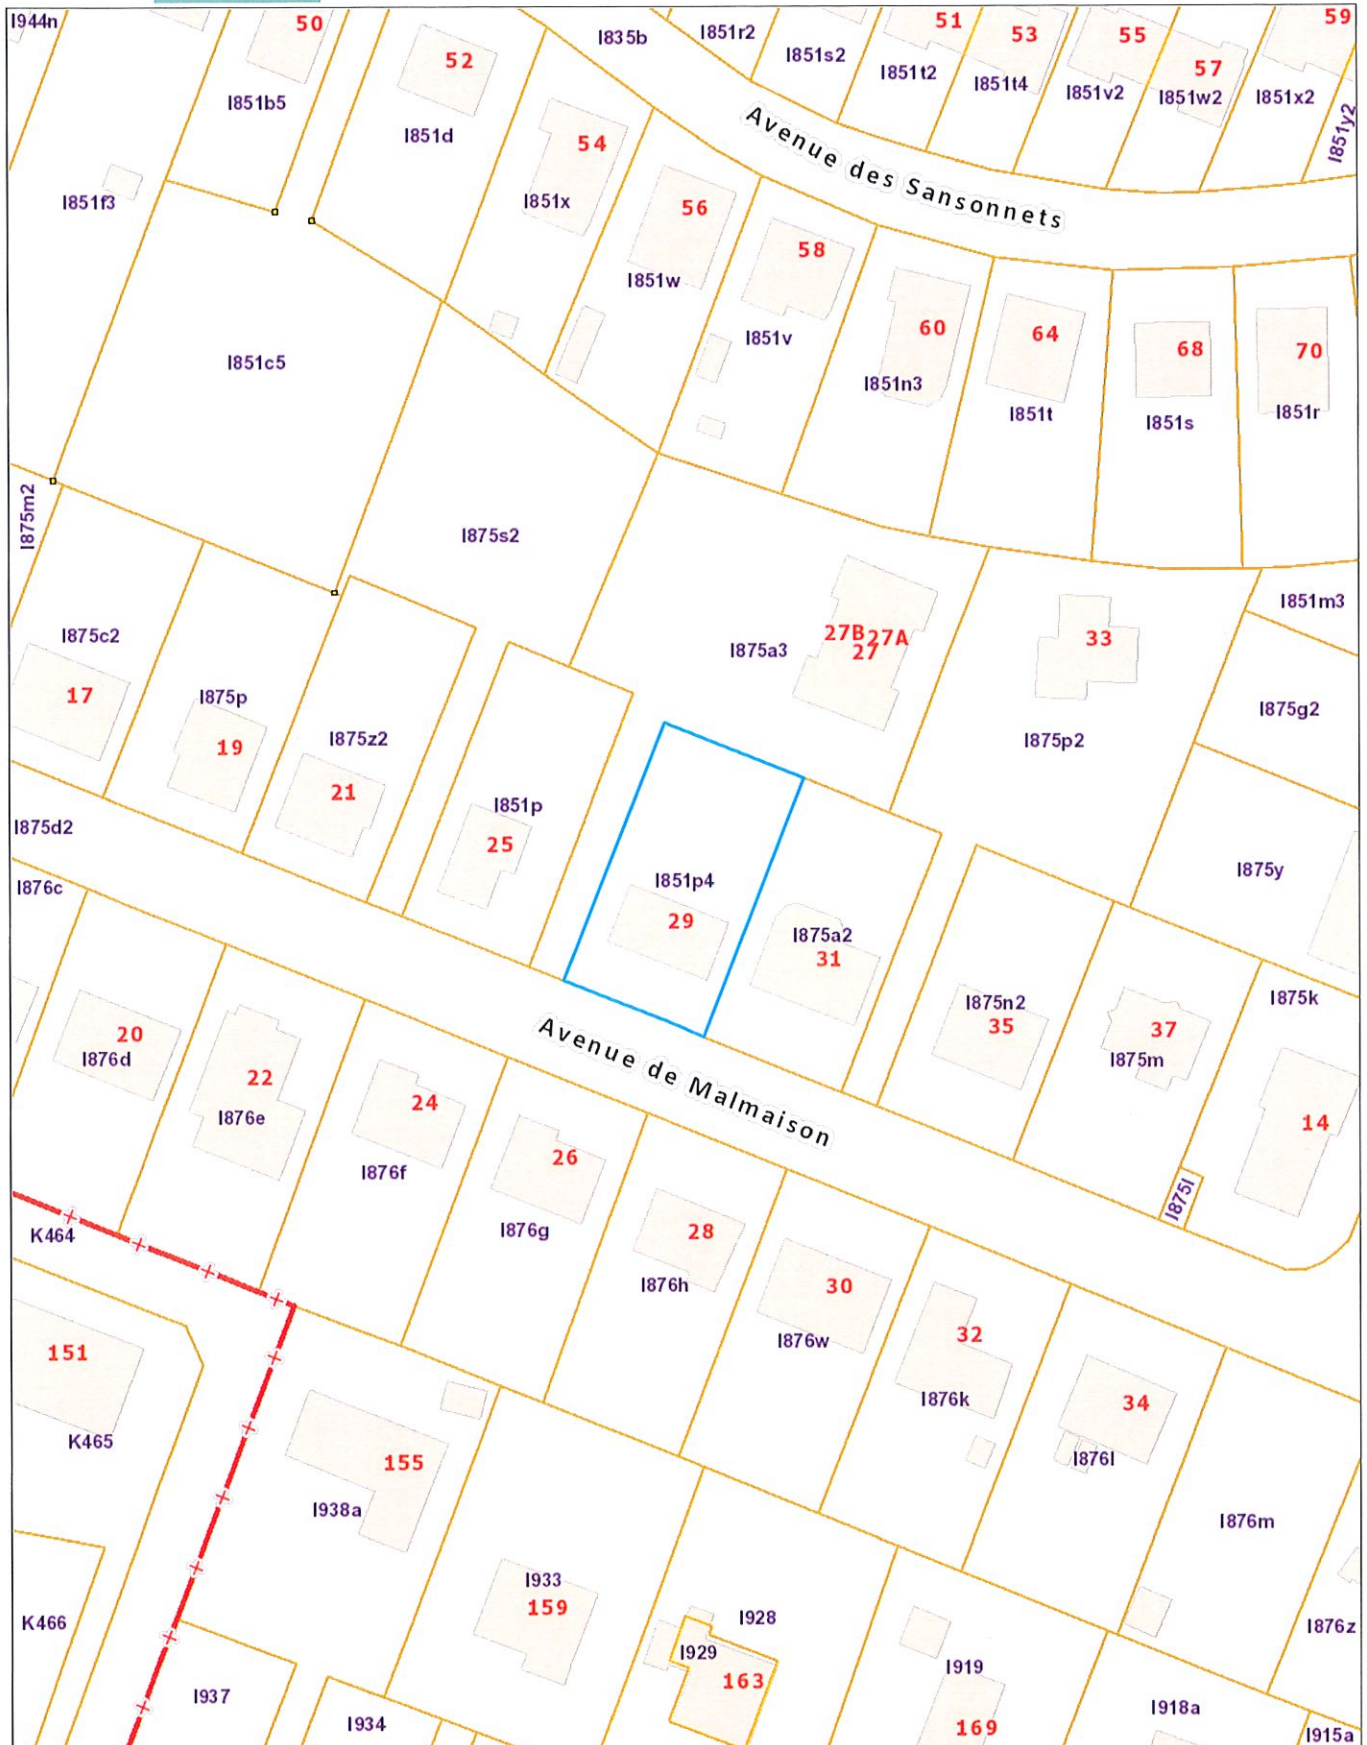 I944n
50
I835b
I851r2
51
53
55
59
52
I851s2
I851t2
I851t4
I851v2
57
I851w2
I851x2
I851y2
I851b5
I851d
54
Avenue des Sansonnets
I851f3
I851x
56
I851w
58
I851v
60
I851n3
64
I851t
68
I851s
70
I851r
I851c5
I875m2
I875s2
I851m3
I875c2
17
I875p
19
I875z2
21
I851p
25
I875a3
27B
27A
27
33
I875p2
I875g2
I875d2
I876c
I851p4
29
I875a2
31
I875y
I875n2
35
37
I875m
I875k
14
Avenue de Malmaison
20
I876d
22
I876e
24
I876f
26
I876g
28
I876h
I875l
30
I876w
32
I876k
34
I876l
K464
151
K465
155
I938a
I876m
I933
159
K466
I928
I929
163
I919
169
I876z
I937
I934
I918a
I915a